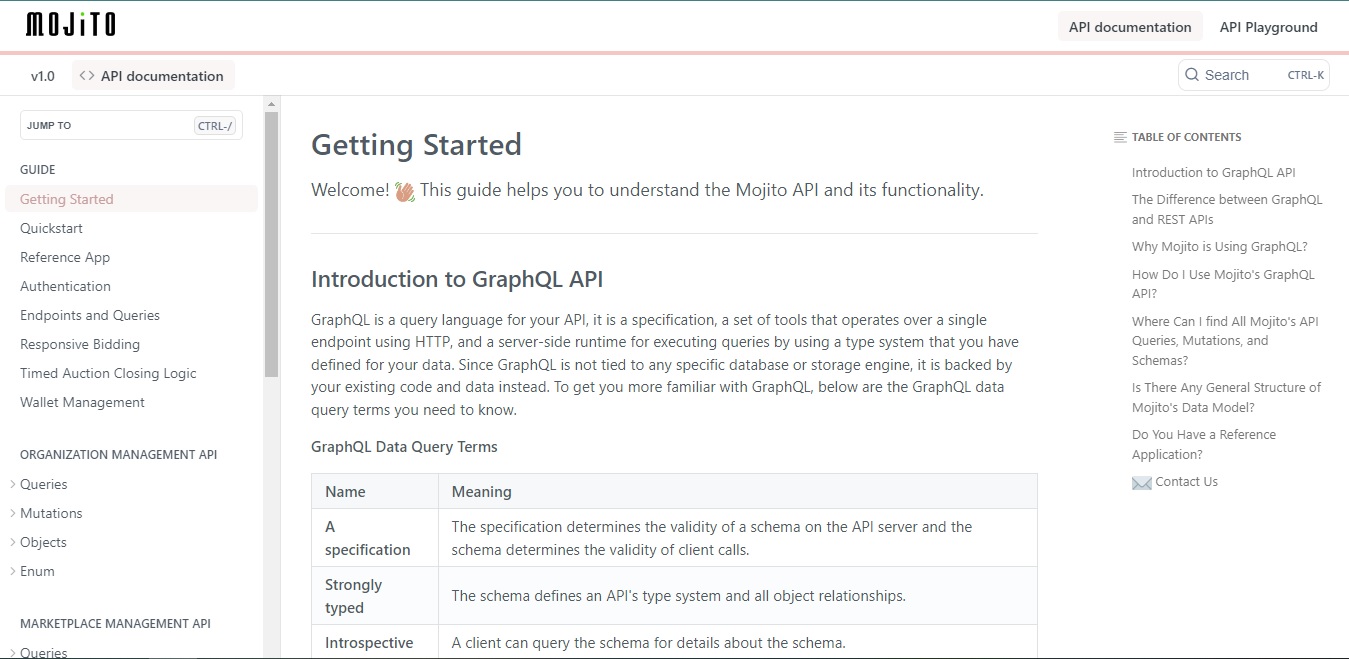 MOJiTO
API documentation
API Playground
v1.0
<> API documentation
Search
CTRL-K
JUMP TO
CTRL-/
GUIDE
Getting Started
Quickstart
Reference App
Authentication
Endpoints and Queries
Responsive Bidding
Timed Auction Closing Logic
Wallet Management
ORGANIZATION MANAGEMENT API
Queries
Mutations
Objects
Enum
MARKETPLACE MANAGEMENT API
Queries
Getting Started
Welcome! 👋🏽 This guide helps you to understand the Mojito API and its functionality.
Introduction to GraphQL API
GraphQL is a query language for your API, it is a specification, a set of tools that operates over a single
endpoint using HTTP, and a server-side runtime for executing queries by using a type system that you have
defined for your data. Since GraphQL is not tied to any specific database or storage engine, it is backed by
your existing code and data instead. To get you more familiar with GraphQL, below are the GraphQL data
query terms you need to know.
GraphQL Data Query Terms
Name
Meaning
A
specification
The specification determines the validity of a schema on the API server and the
schema determines the validity of client calls.
Strongly
typed
The schema defines an API's type system and all object relationships.
Introspective
A client can query the schema for details about the schema.
TABLE OF CONTENTS
Introduction to GraphQL API
The Difference between GraphQL
and REST APIs
Why Mojito is Using GraphQL?
How Do I Use Mojito's GraphQL
API?
Where Can I find All Mojito's API
Queries, Mutations, and
Schemas?
Is There Any General Structure of
Mojito's Data Model?
Do You Have a Reference
Application?
Contact Us